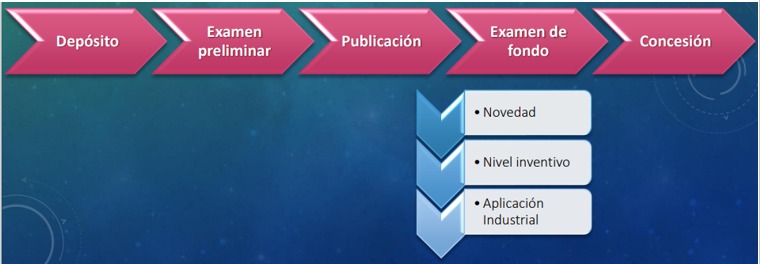 Depósito
Examen
preliminar
Publicación
Examen de
fondo
Concesión
• Novedad
• Nivel inventivo
• Aplicación
Industrial